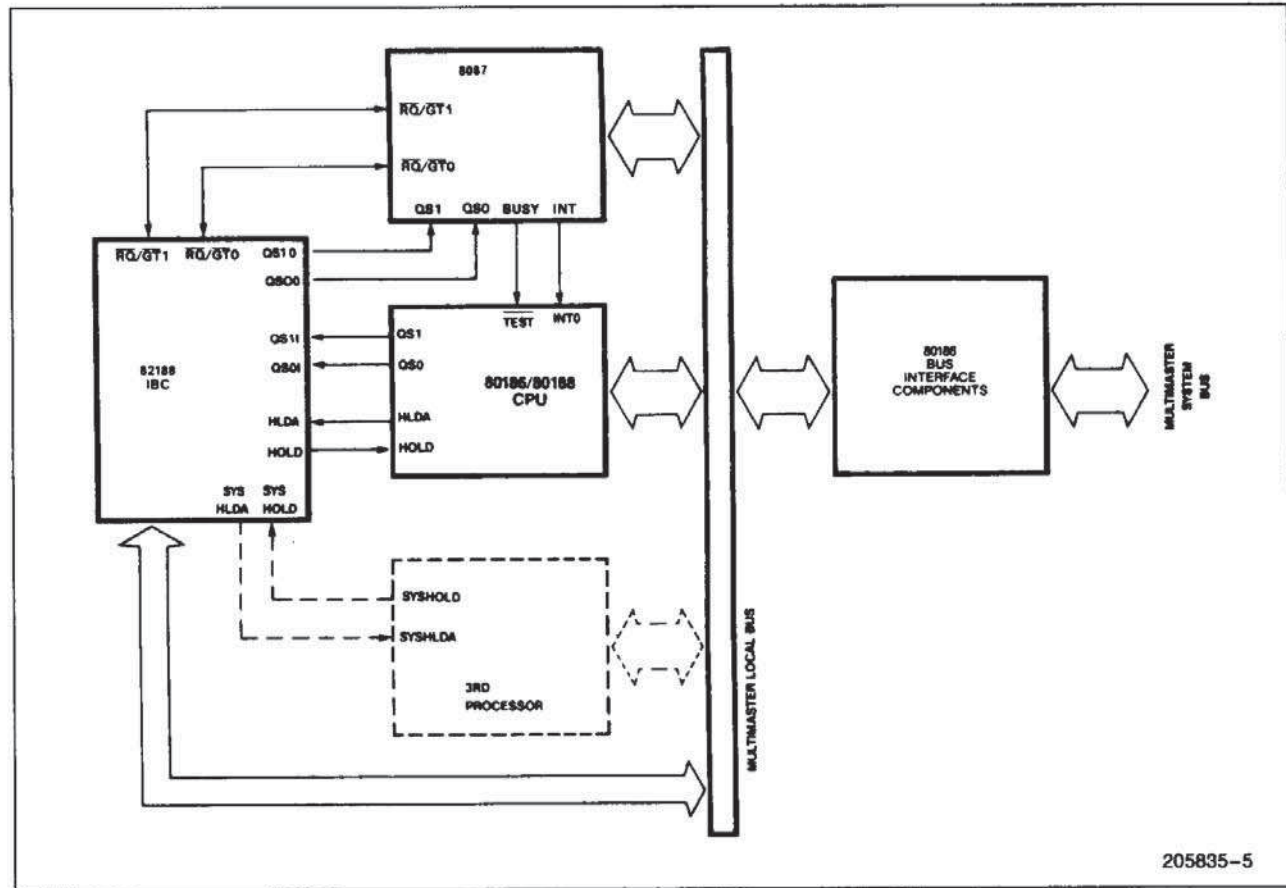 8087
RQ/GT1
RQ/GT0
QS1 QS0 BUSY INT
RQ/GT1 RQ/GT0 QS1O
QSO0
QS1I
QS0I
82188
IBC
HLDA
HOLD
SYS SYS
HLDA HOLD
TEST INT0
QS1
QS0
80186/80188
CPU
HLDA
HOLD
SYSHOLD
SYSHLDA
3RD
PROCESSOR
MULTIMASTER LOCAL BUS
80186
BUS
INTERFACE
COMPONENTS
MULTIMASTER
SYSTEM
BUS
205835-5